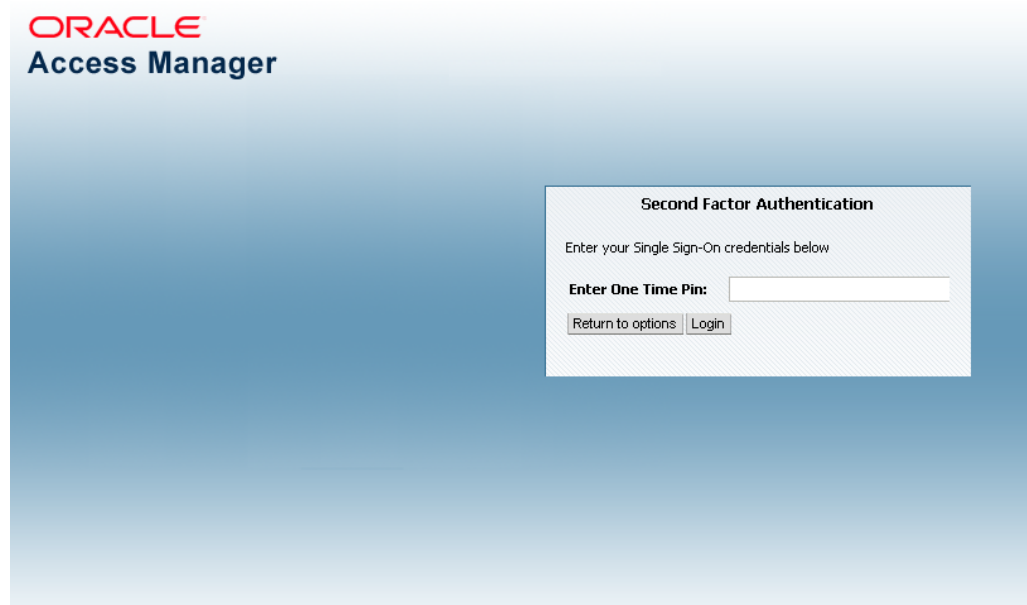 ORACLE
Access Manager
Second Factor Authentication
Enter your Single Sign-On credentials below
Enter One Time Pin:
Return to options Login